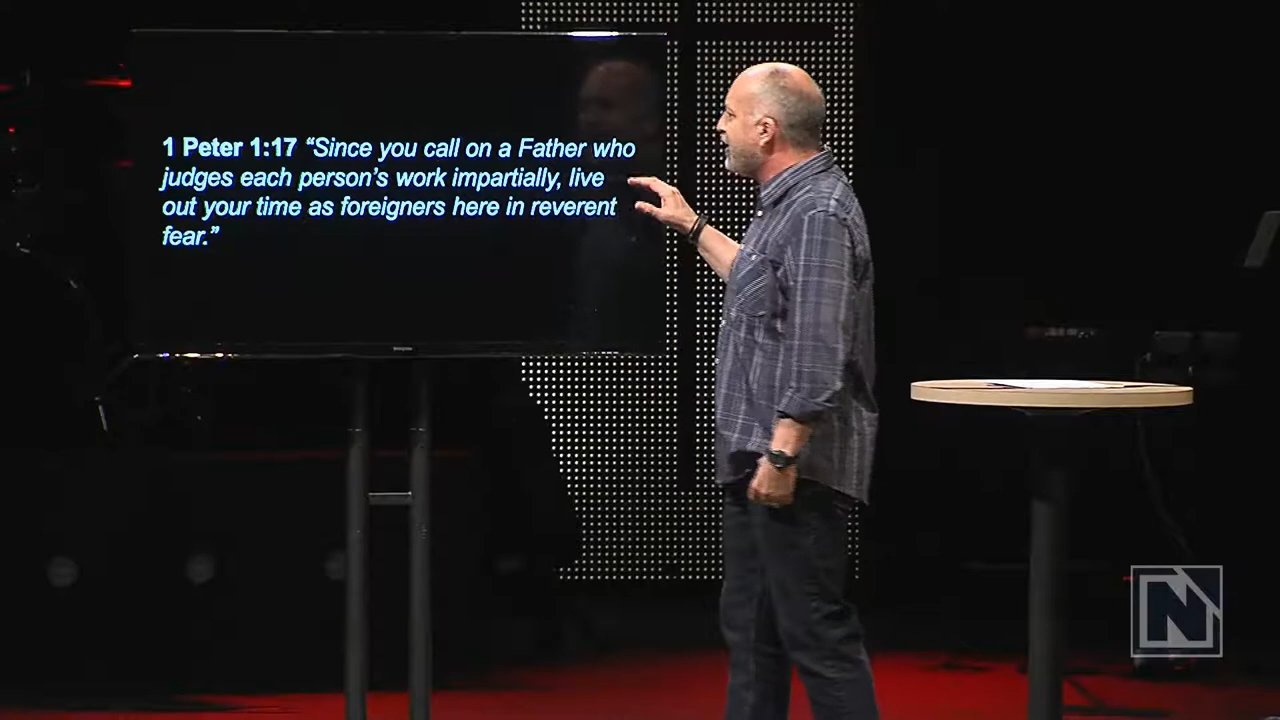 1 Peter 1:17 “Since you call on a Father who
judges each person’s work impartially, live
out your time as foreigners here in reverent
fear.”
N